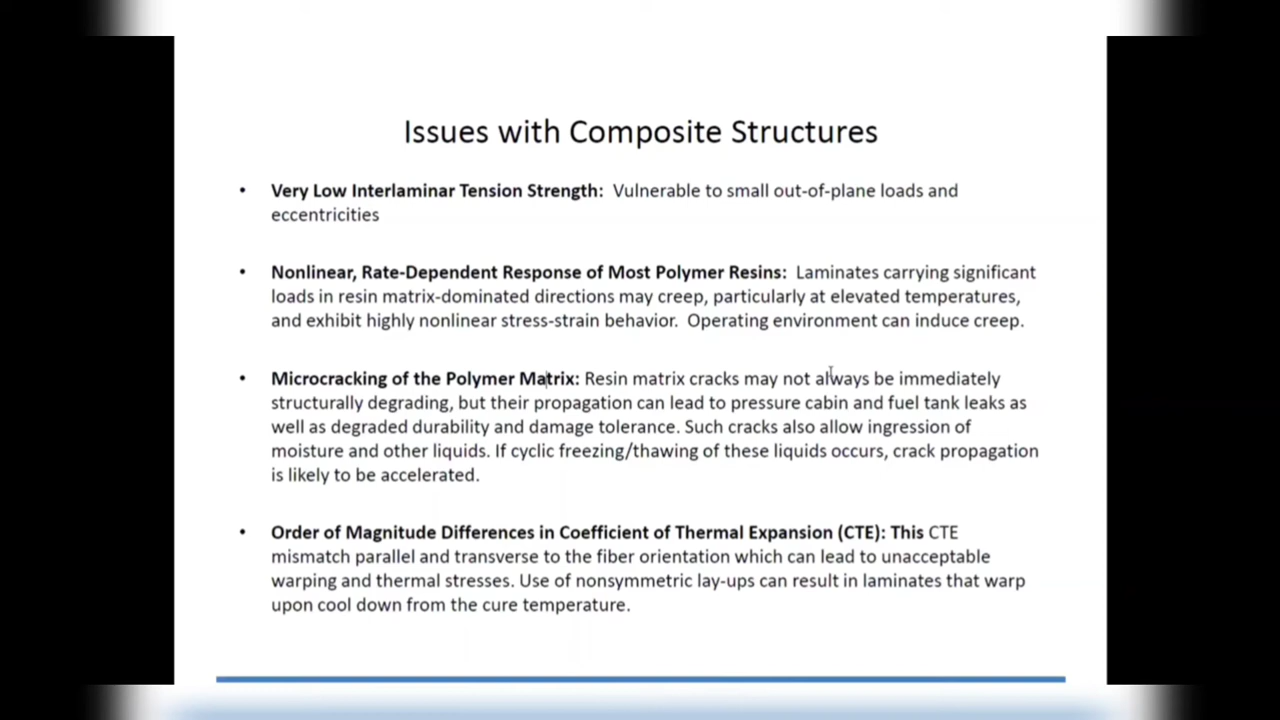 Issues with Composite Structures
• Very Low Interlaminar Tension Strength: Vulnerable to small out-of-plane loads and
eccentricities
• Nonlinear, Rate-Dependent Response of Most Polymer Resins: Laminates carrying significant
loads in resin matrix-dominated directions may creep, particularly at elevated temperatures,
and exhibit highly nonlinear stress-strain behavior. Operating environment can induce creep.
• Microcracking of the Polymer Matrix: Resin matrix cracks may not always be immediately
structurally degrading, but their propagation can lead to pressure cabin and fuel tank leaks as
well as degraded durability and damage tolerance. Such cracks also allow ingression of
moisture and other liquids. If cyclic freezing/thawing of these liquids occurs, crack propagation
is likely to be accelerated.
• Order of Magnitude Differences in Coefficient of Thermal Expansion (CTE): This CTE
mismatch parallel and transverse to the fiber orientation which can lead to unacceptable
warping and thermal stresses. Use of nonsymmetric lay-ups can result in laminates that warp
upon cool down from the cure temperature.